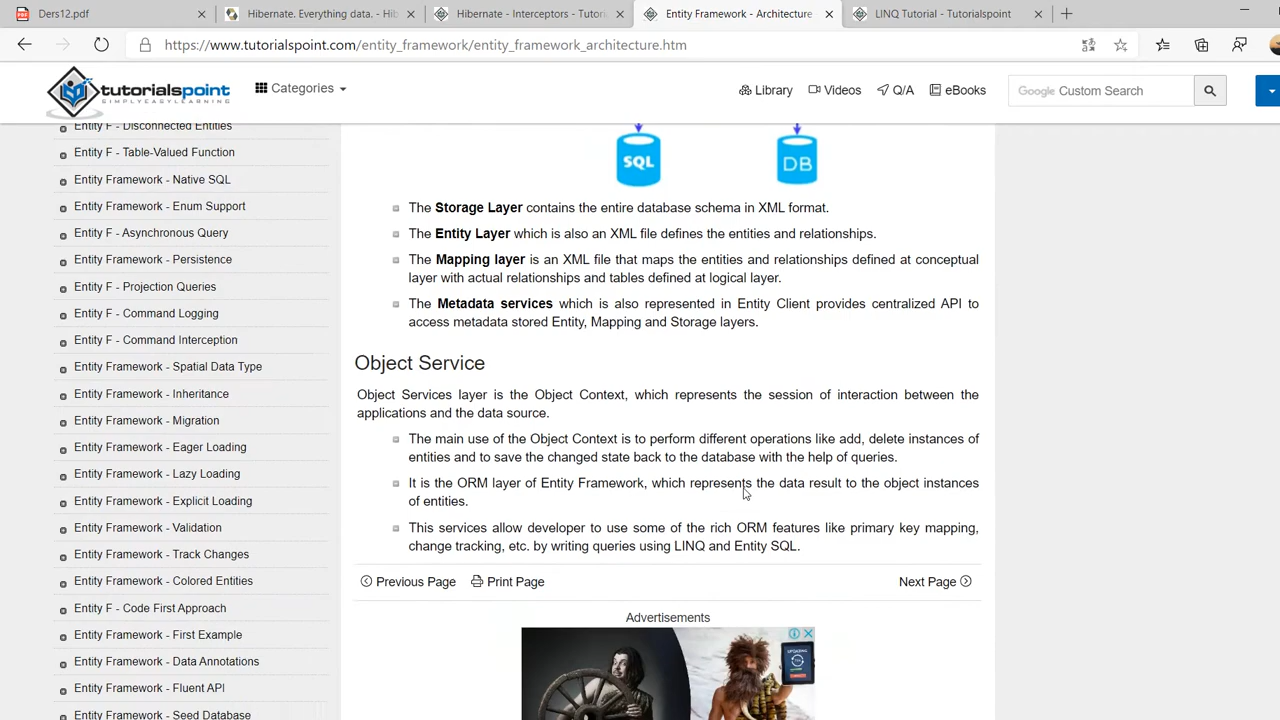 Ders12.pdf
Hibernate. Everything data. - Hi
Hibernate - Interceptors - Tutori
Entity Framework - Architecture
LINQ Tutorial - Tutorialspoint
https://www.tutorialspoint.com/entity_framework/entity_framework_architecture.htm
tutorialspoint
SIMPLYEASYLEARNING
Categories
Library
Videos
Q/A
eBooks
Google Custom Search
Entity F - Disconnected Entities
Entity F - Table-Valued Function
Entity Framework - Native SQL
Entity Framework - Enum Support
Entity F - Asynchronous Query
Entity Framework - Persistence
Entity F - Projection Queries
Entity F - Command Logging
Entity F - Command Interception
Entity Framework - Spatial Data Type
Entity Framework - Inheritance
Entity Framework - Migration
Entity Framework - Eager Loading
Entity Framework - Lazy Loading
Entity Framework - Explicit Loading
Entity Framework - Validation
Entity Framework - Track Changes
Entity Framework - Colored Entities
Entity F - Code First Approach
Entity Framework - First Example
Entity Framework - Data Annotations
Entity Framework - Fluent API
Entity Framework - Seed Database
SQL
DB
The Storage Layer contains the entire database schema in XML format.
The Entity Layer which is also an XML file defines the entities and relationships.
The Mapping layer is an XML file that maps the entities and relationships defined at conceptual
layer with actual relationships and tables defined at logical layer.
The Metadata services which is also represented in Entity Client provides centralized API to
access metadata stored Entity, Mapping and Storage layers.
Object Service
Object Services layer is the Object Context, which represents the session of interaction between the
applications and the data source.
The main use of the Object Context is to perform different operations like add, delete instances of
entities and to save the changed state back to the database with the help of queries.
It is the ORM layer of Entity Framework, which represents the data result to the object instances
of entities.
This services allow developer to use some of the rich ORM features like primary key mapping,
change tracking, etc. by writing queries using LINQ and Entity SQL.
Previous Page
Print Page
Next Page
Advertisements